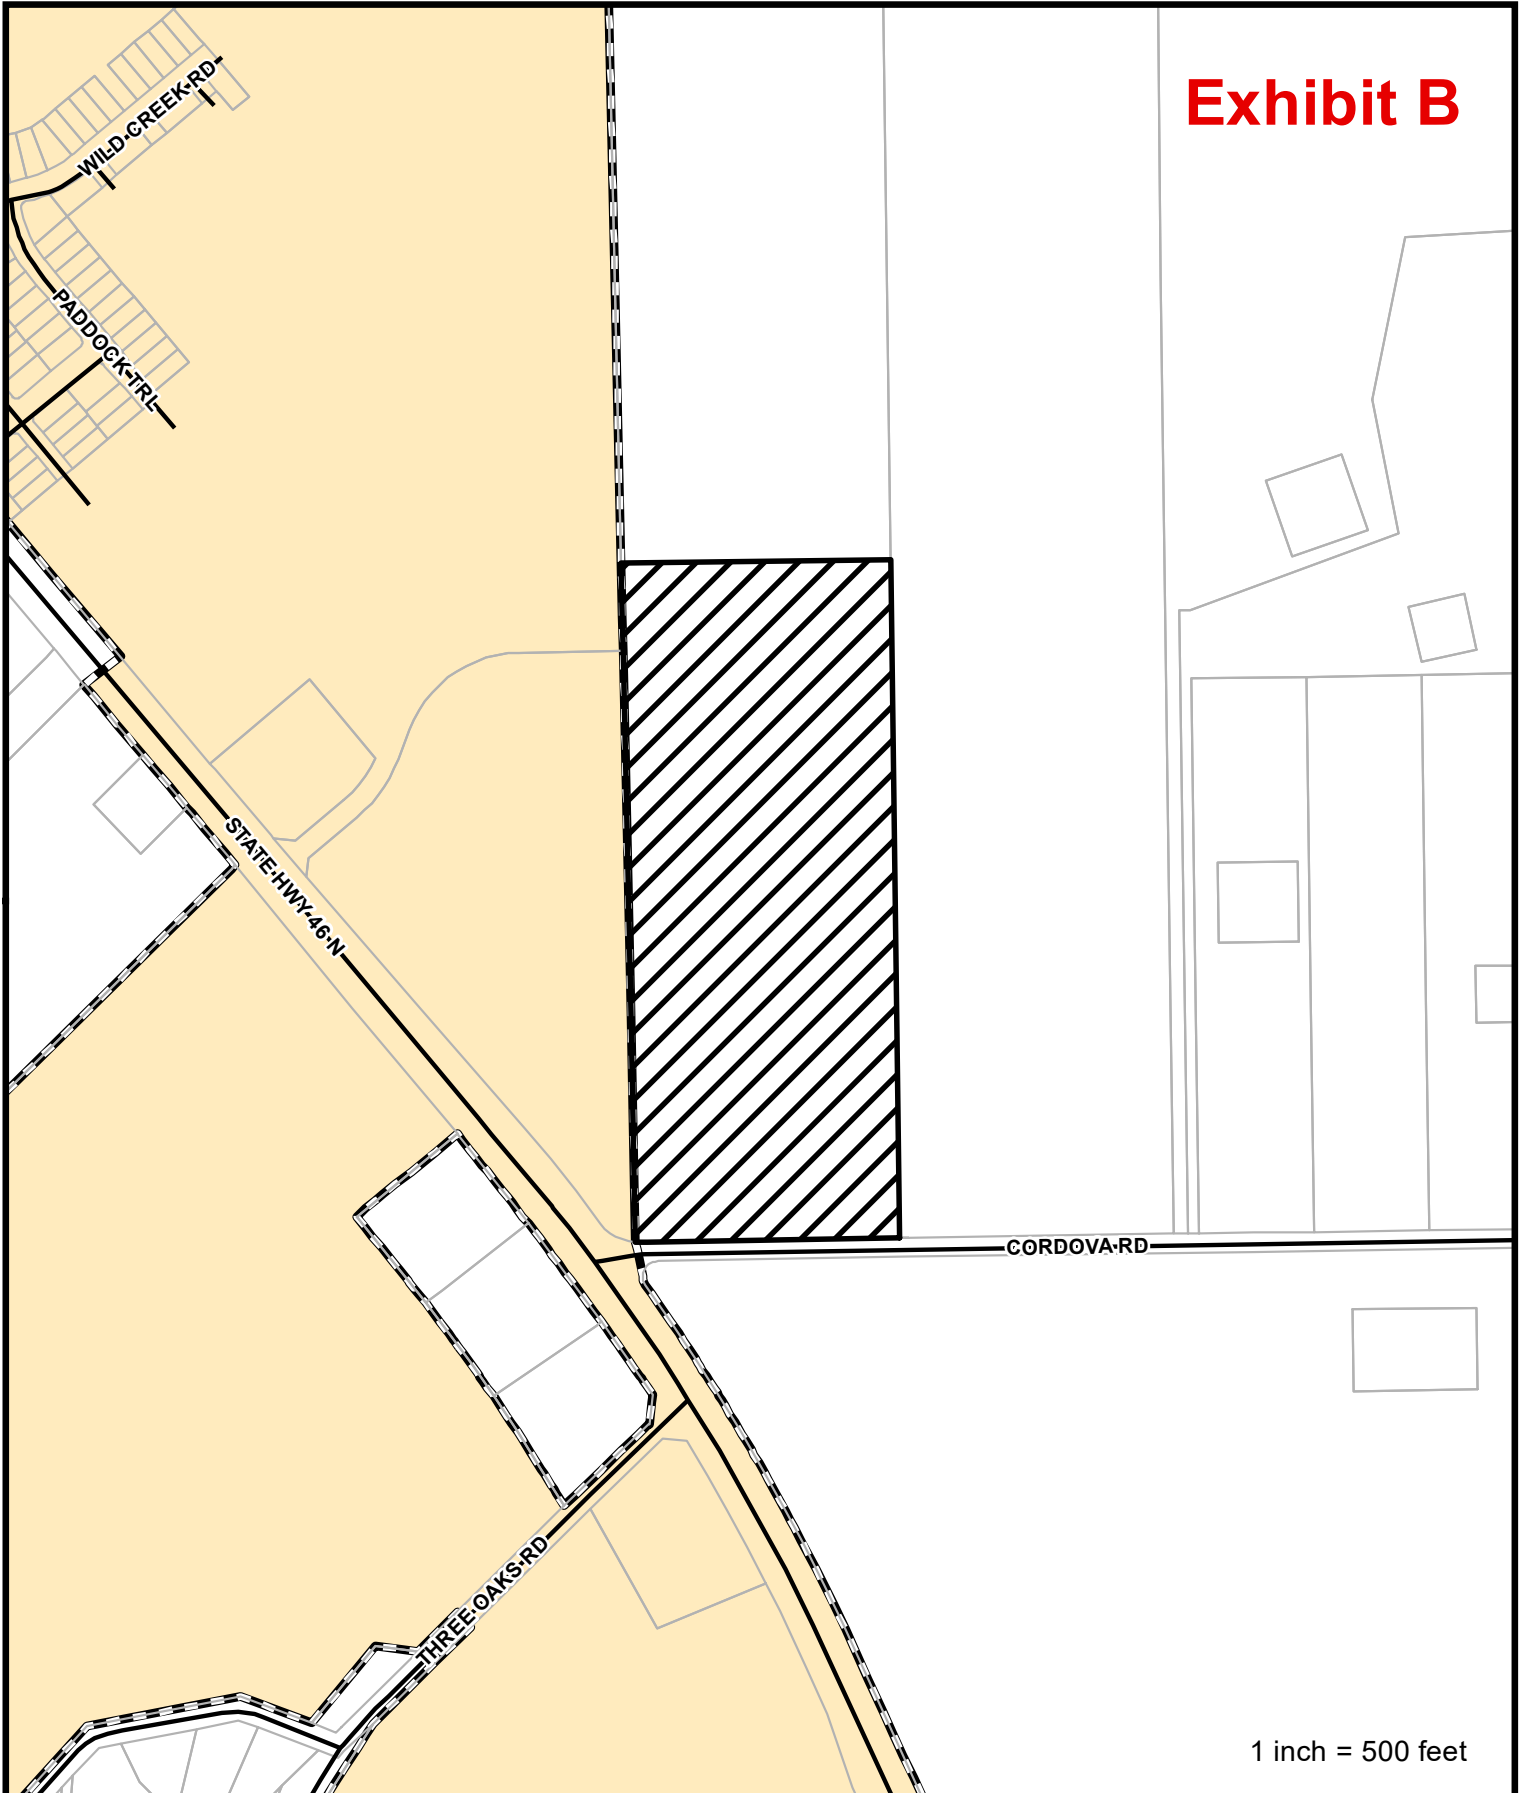 Exhibit B
WILD CREEK RD
PADDOCK TRL
STATE HWY 46 N
CORDOVA RD
THREE OAKS RD
1 inch = 500 feet